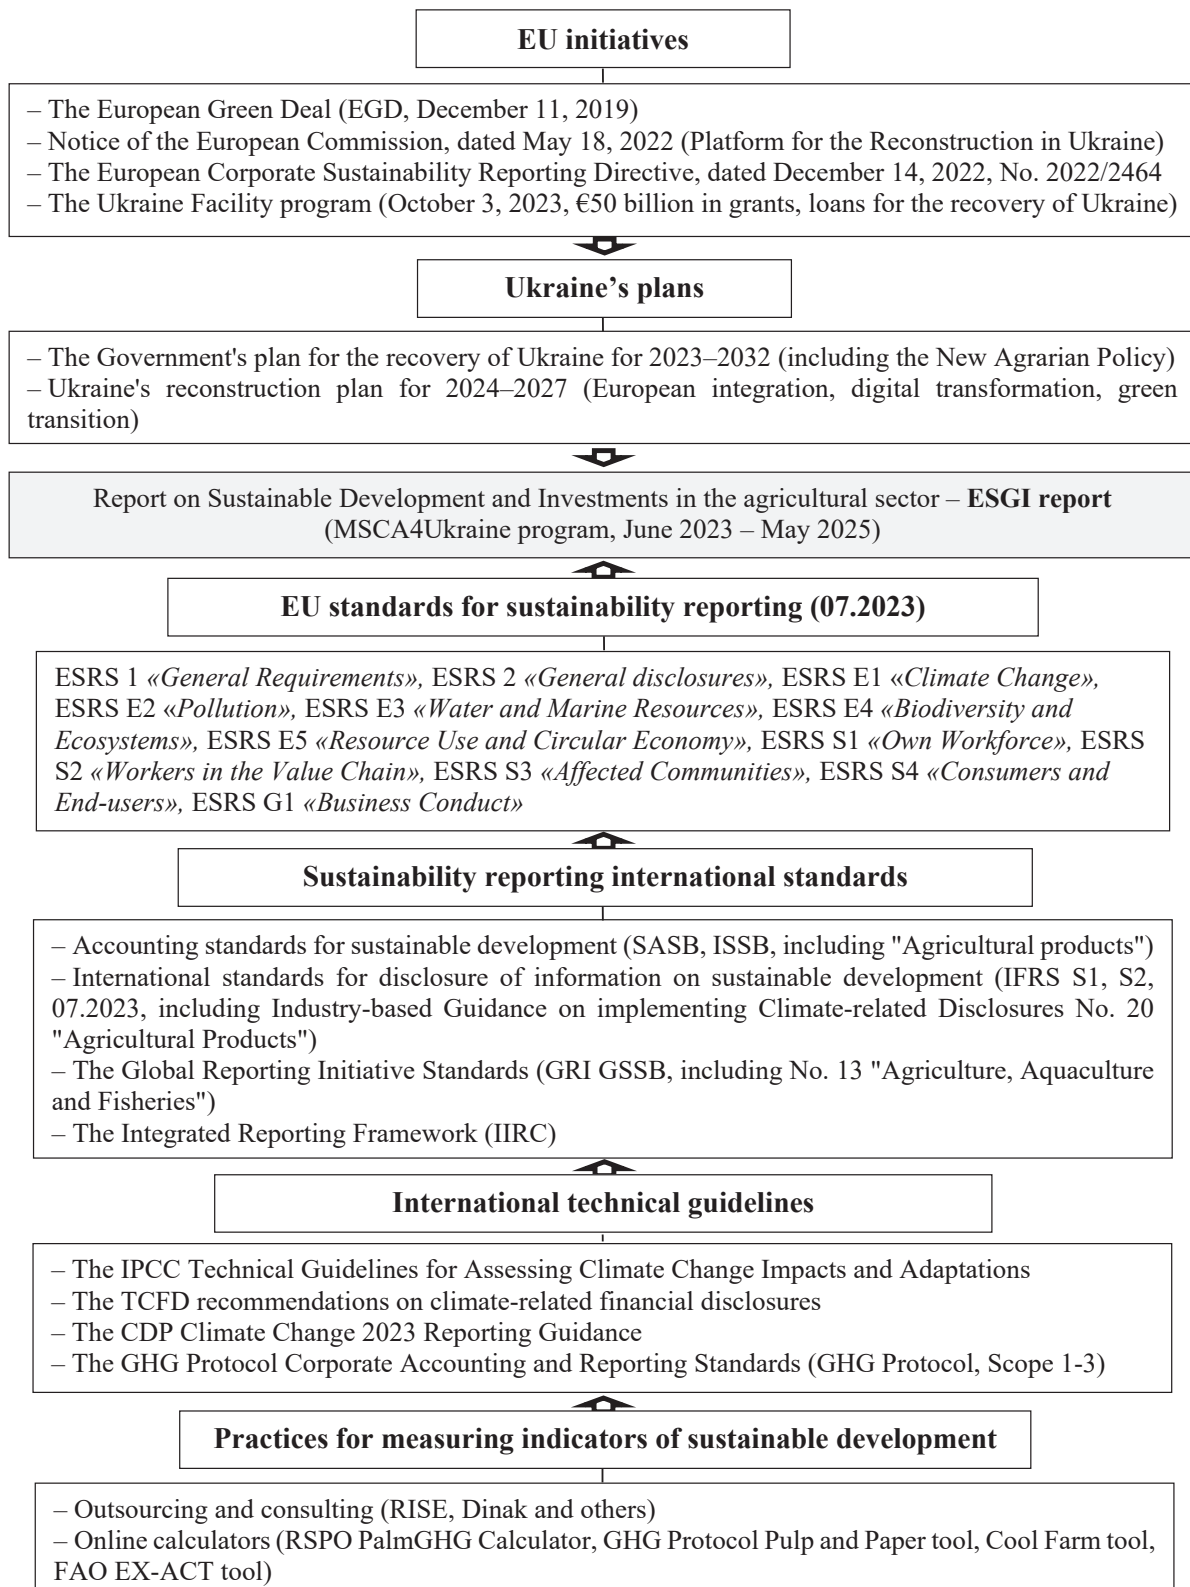 EU initiatives
– The European Green Deal (EGD, December 11, 2019)
– Notice of the European Commission, dated May 18, 2022 (Platform for the Reconstruction in Ukraine)
– The European Corporate Sustainability Reporting Directive, dated December 14, 2022, No. 2022/2464
– The Ukraine Facility program (October 3, 2023, €50 billion in grants, loans for the recovery of Ukraine)
Ukraine’s plans
– The Government's plan for the recovery of Ukraine for 2023–2032 (including the New Agrarian Policy)
– Ukraine's reconstruction plan for 2024–2027 (European integration, digital transformation, green
transition)
Report on Sustainable Development and Investments in the agricultural sector – ESGI report
(MSCA4Ukraine program, June 2023 – May 2025)
EU standards for sustainability reporting (07.2023)
ESRS 1 «General Requirements», ESRS 2 «General disclosures», ESRS E1 «Climate Change»,
ESRS E2 «Pollution», ESRS E3 «Water and Marine Resources», ESRS E4 «Biodiversity and
Ecosystems», ESRS E5 «Resource Use and Circular Economy», ESRS S1 «Own Workforce», ESRS
S2 «Workers in the Value Chain», ESRS S3 «Affected Communities», ESRS S4 «Consumers and
End-users», ESRS G1 «Business Conduct»
Sustainability reporting international standards
– Accounting standards for sustainable development (SASB, ISSB, including "Agricultural products")
– International standards for disclosure of information on sustainable development (IFRS S1, S2,
07.2023, including Industry-based Guidance on implementing Climate-related Disclosures No. 20
"Agricultural Products")
– The Global Reporting Initiative Standards (GRI GSSB, including No. 13 "Agriculture, Aquaculture
and Fisheries")
– The Integrated Reporting Framework (IIRC)
International technical guidelines
– The IPCC Technical Guidelines for Assessing Climate Change Impacts and Adaptations
– The TCFD recommendations on climate-related financial disclosures
– The CDP Climate Change 2023 Reporting Guidance
– The GHG Protocol Corporate Accounting and Reporting Standards (GHG Protocol, Scope 1-3)
Practices for measuring indicators of sustainable development
– Outsourcing and consulting (RISE, Dinak and others)
– Online calculators (RSPO PalmGHG Calculator, GHG Protocol Pulp and Paper tool, Cool Farm tool,
FAO EX-ACT tool)